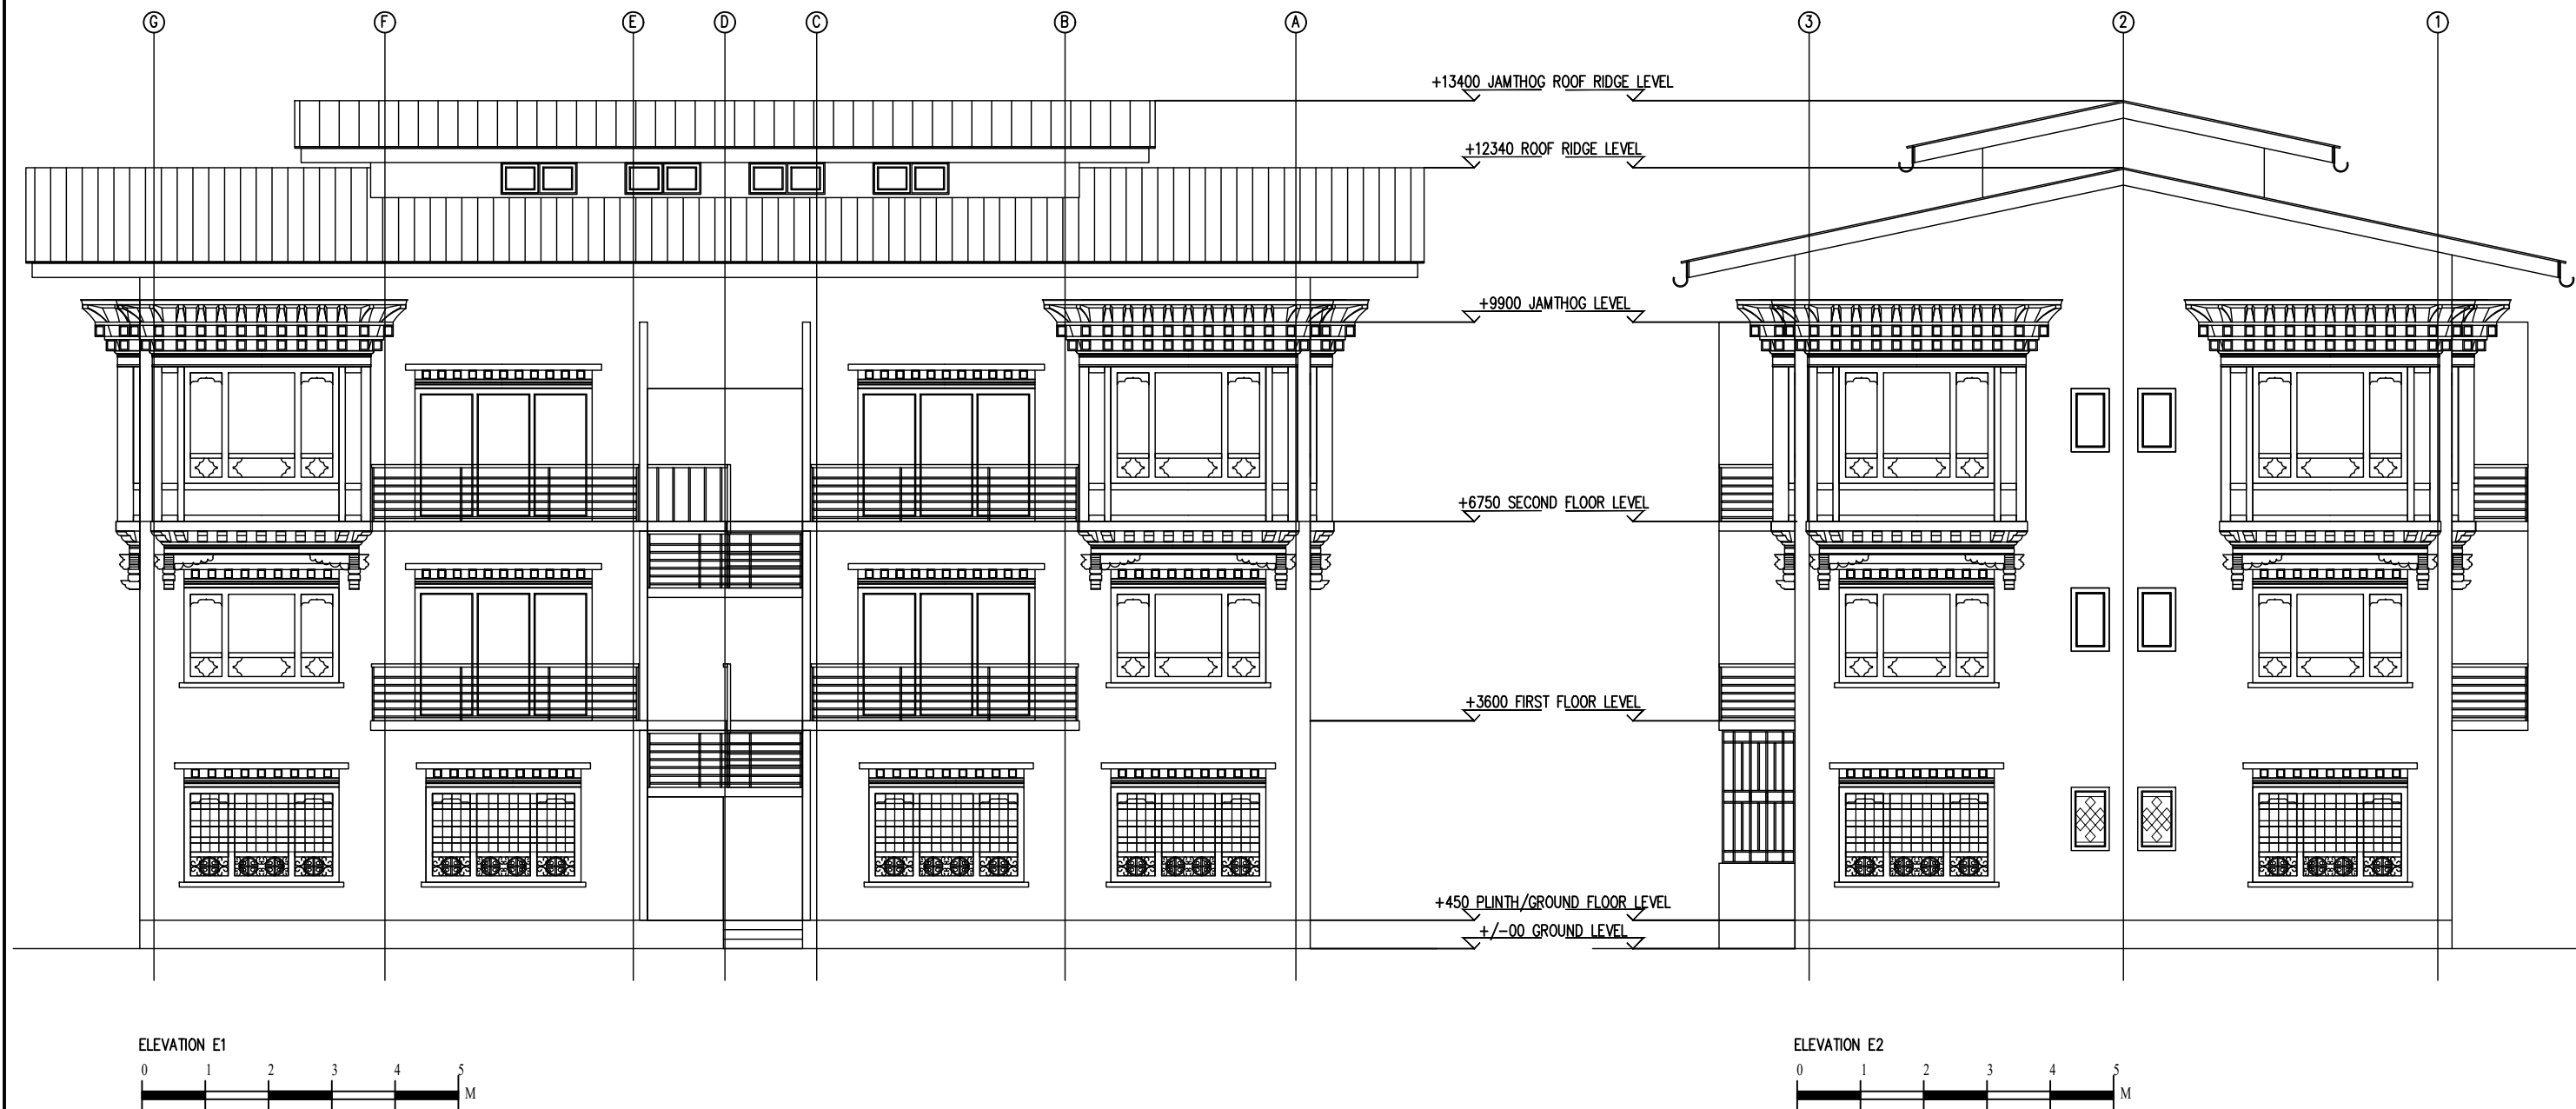 G F E D C B A 3 2 1
+13400 JAMTHOG ROOF RIDGE LEVEL
+12340 ROOF RIDGE LEVEL
+9900 JAMTHOG LEVEL
+6750 SECOND FLOOR LEVEL
+3600 FIRST FLOOR LEVEL
+450 PLINTH/GROUND FLOOR LEVEL
+/-00 GROUND LEVEL
ELEVATION E1
0 1 2 3 4 5
M
ELEVATION E2
0 1 2 3 4 5
M